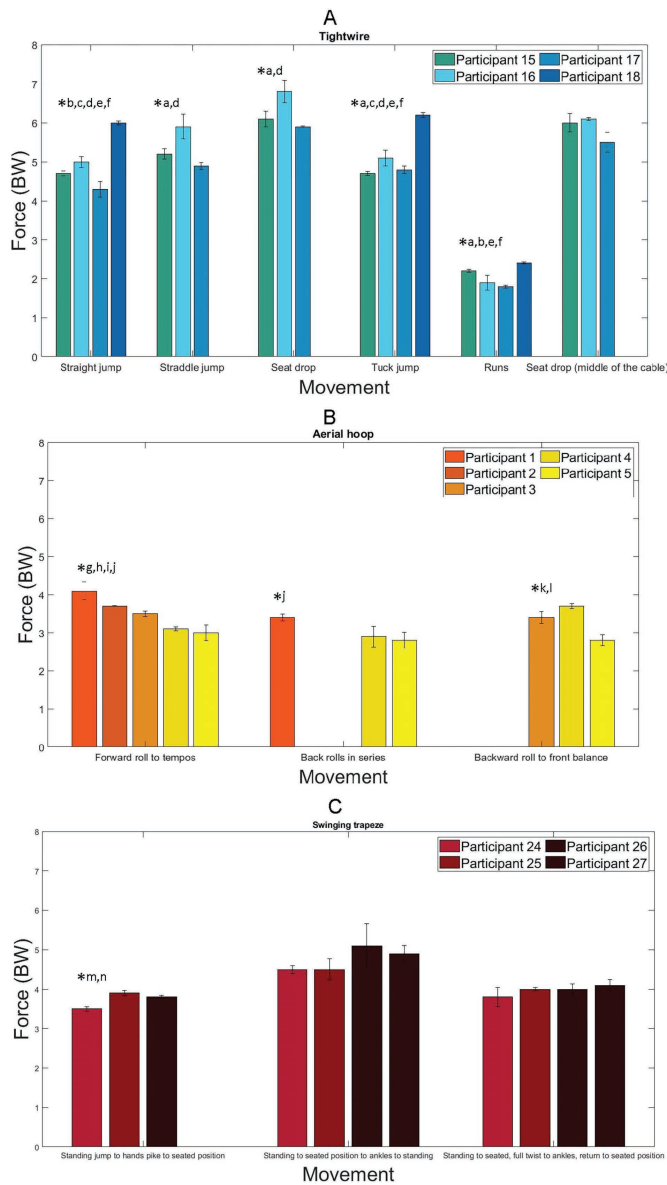 A
Tightwire
8
7
6
5
4
3
2
1
0
Force (BW)
Participant 15
Participant 17
Participant 16
Participant 18
*b,c,d,e,f
*a,d
*a,d
*a,c,d,e,f
*a,b,e,f
Straight jump
Straddle jump
Seat drop
Tuck jump
Runs
Seat drop (middle of the cable)
Movement
B
Aerial hoop
8
7
6
5
4
3
2
1
0
Force (BW)
Participant 1
Participant 4
Participant 2
Participant 5
Participant 3
*g,h,i,j
*j
*k,l
Forward roll to tempos
Back rolls in series
Backward roll to front balance
Movement
C
Swinging trapeze
8
7
6
5
4
3
2
1
0
Force (BW)
Participant 24
Participant 26
Participant 25
Participant 27
*m,n
Standing jump to hands pike to seated position
Standing to seated position to ankles to standing
Standing to seated, full twist to ankles, return to seated position
Movement